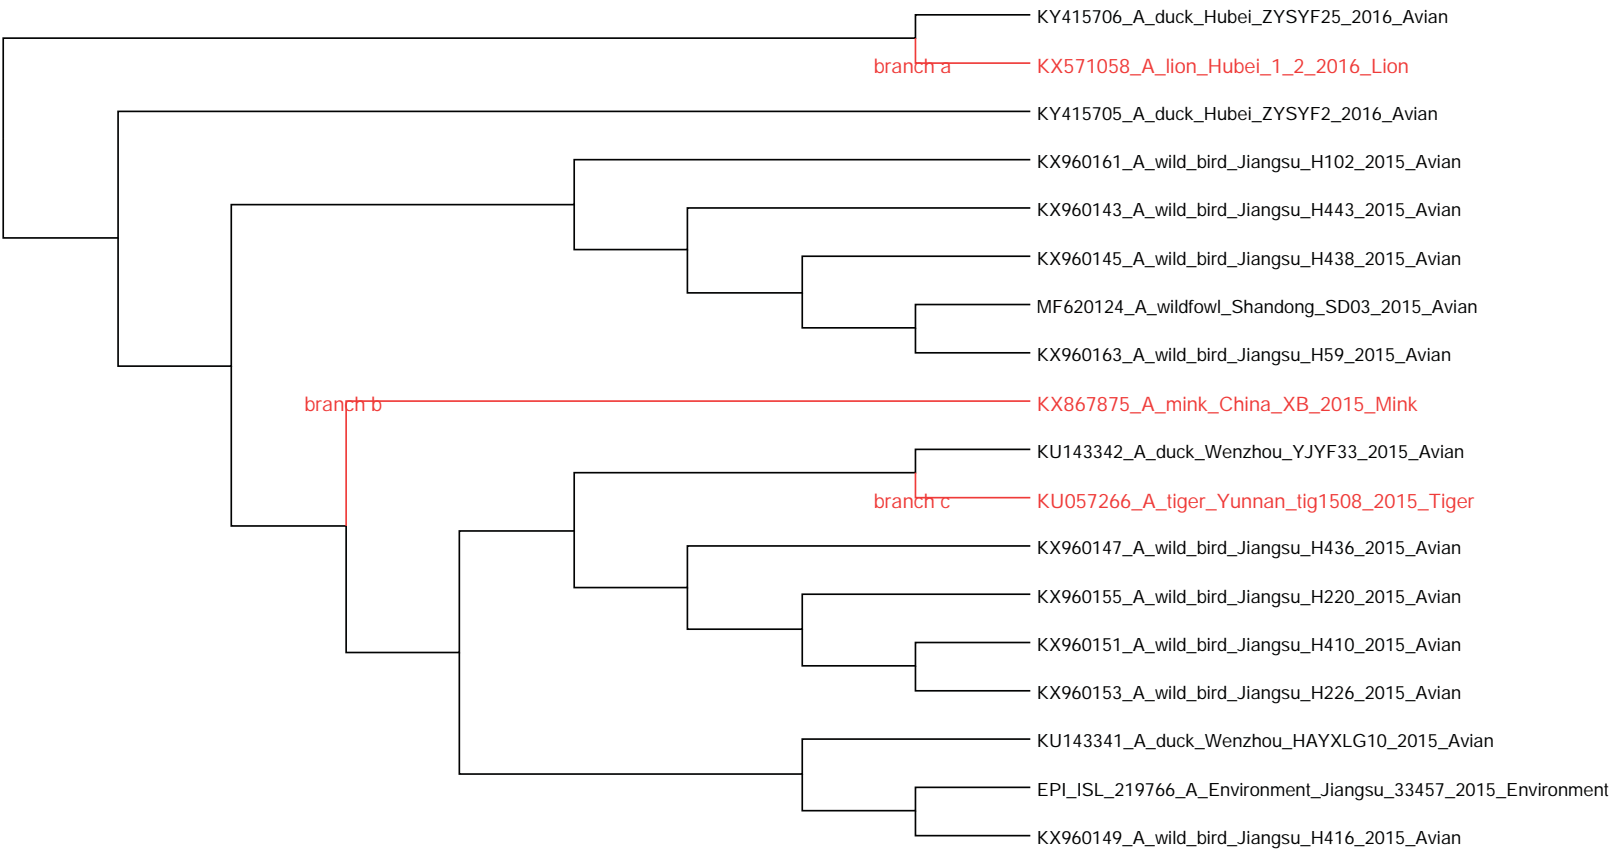 KY415706_A_duck_Hubei_ZYSYF25_2016_Avian
branch a
KX571058_A_lion_Hubei_1_2_2016_Lion
KY415705_A_duck_Hubei_ZYSYF2_2016_Avian
KX960161_A_wild_bird_Jiangsu_H102_2015_Avian
KX960143_A_wild_bird_Jiangsu_H443_2015_Avian
KX960145_A_wild_bird_Jiangsu_H438_2015_Avian
MF620124_A_wildfowl_Shandong_SD03_2015_Avian
KX960163_A_wild_bird_Jiangsu_H59_2015_Avian
branch b
KX867875_A_mink_China_XB_2015_Mink
KU143342_A_duck_Wenzhou_YJYF33_2015_Avian
branch c
KU057266_A_tiger_Yunnan_tig1508_2015_Tiger
KX960147_A_wild_bird_Jiangsu_H436_2015_Avian
KX960155_A_wild_bird_Jiangsu_H220_2015_Avian
KX960151_A_wild_bird_Jiangsu_H410_2015_Avian
KX960153_A_wild_bird_Jiangsu_H226_2015_Avian
KU143341_A_duck_Wenzhou_HAYXLG10_2015_Avian
EPI_ISL_219766_A_Environment_Jiangsu_33457_2015_Environment
KX960149_A_wild_bird_Jiangsu_H416_2015_Avian